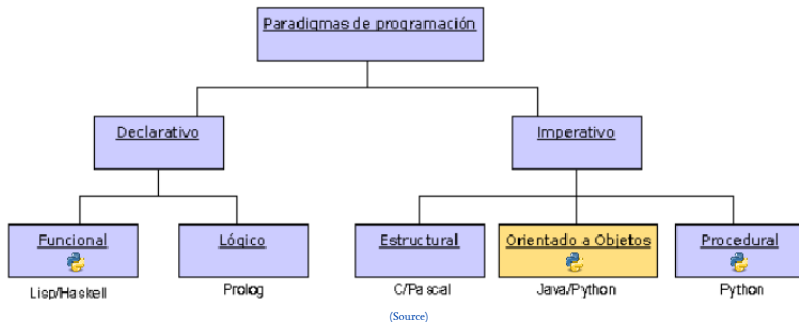 Paradigmas de programación
Declarativo
Imperativo
Funcional
Lógico
Estructural
Orientado a Objetos
Procedural
Lisp/Haskell
Prolog
C/Pascal
Java/Python
Python
(Source)